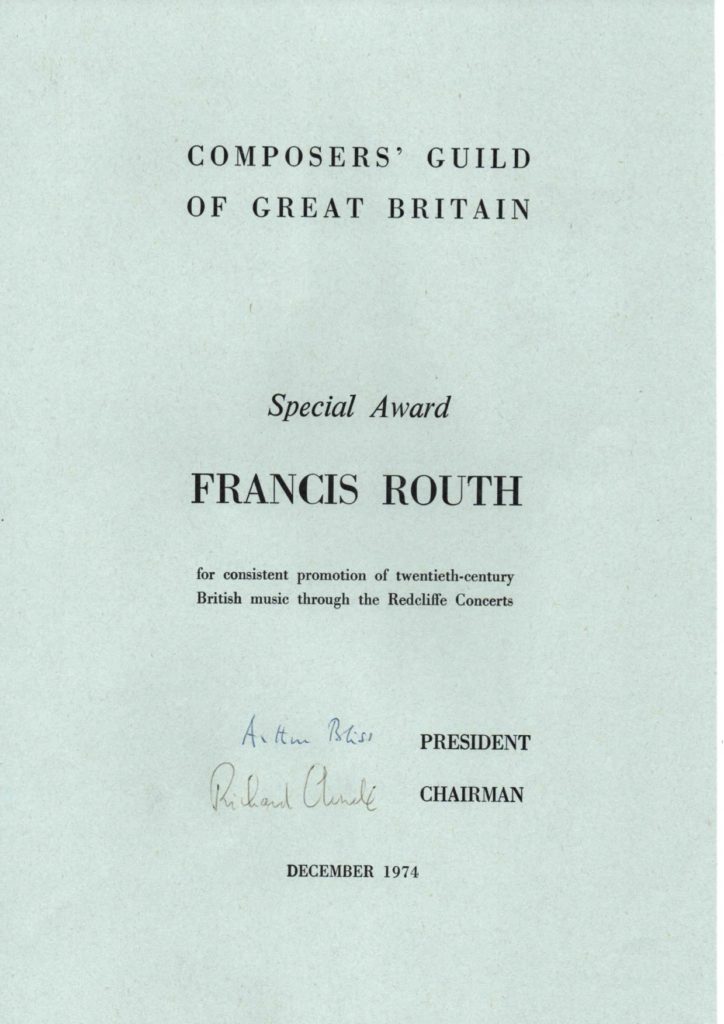 COMPOSERS' GUILD
OF GREAT BRITAIN
Special Award
FRANCIS ROUTH
for consistent promotion of twentieth-century
British music through the Redcliffe Concerts
Arthur Bliss PRESIDENT
Richard CHAIRMAN
DECEMBER 1974